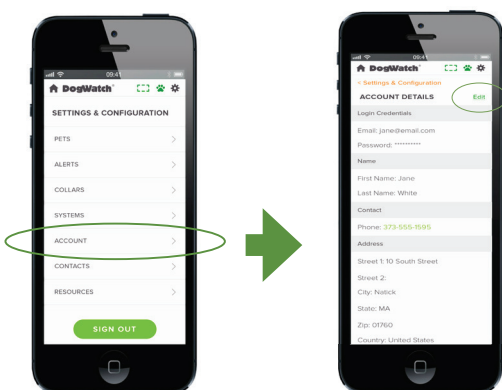 09:41
DogWatch®
SETTINGS & CONFIGURATION
PETS
ALERTS
COLLARS
SYSTEMS
ACCOUNT
CONTACTS
RESOURCES
SIGN OUT
09:41
DogWatch®
< Settings & Configuration
ACCOUNT DETAILS Edit
Login Credentials
Email: jane@email.com
Password: **********
Name
First Name: Jane
Last Name: White
Contact
Phone: 373-555-1595
Address
Street 1: 10 South Street
Street 2:
City: Natick
State: MA
Zip: 01760
Country: United States